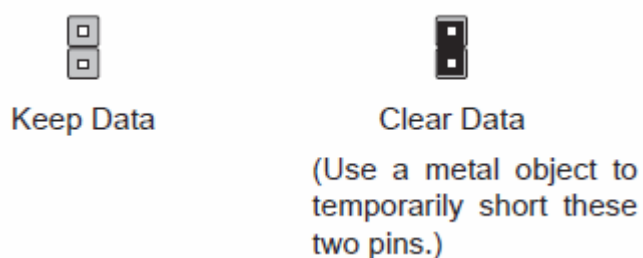 Keep Data
Clear Data
(Use a metal object to
temporarily short these
two pins.)